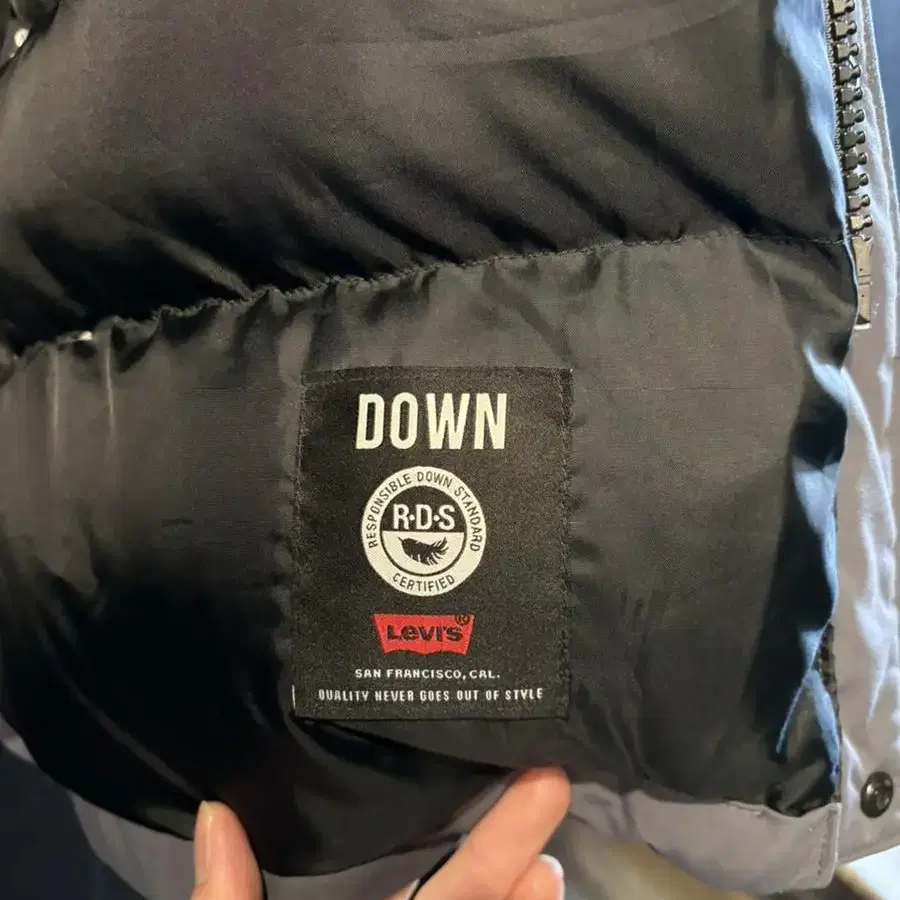 DOWN
RESPONSIBLE DOWN STANDARD
R·D·S
CERTIFIED
Levi's®
SAN FRANCISCO, CAL.
QUALITY NEVER GOES OUT OF STYLE